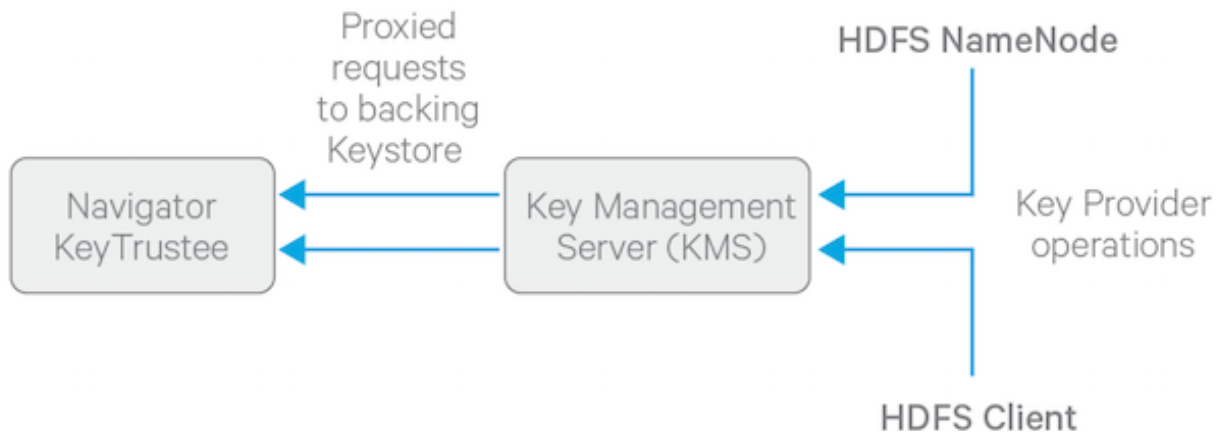 Proxied
requests
to backing
Keystore
HDFS NameNode
Navigator
KeyTrustee
Key Management
Server (KMS)
Key Provider
operations
HDFS Client